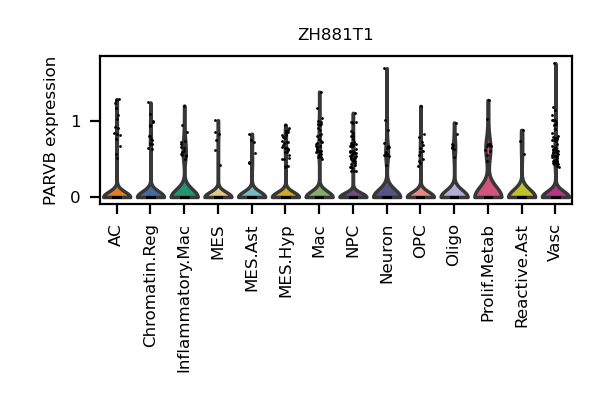 ZH881T1
PARVB expression
1
0
AC
Chromatin.Reg
Inflammatory.Mac
MES
MES.Ast
MES.Hyp
Mac
NPC
Neuron
OPC
Oligo
Prolif.Metab
Reactive.Ast
Vasc